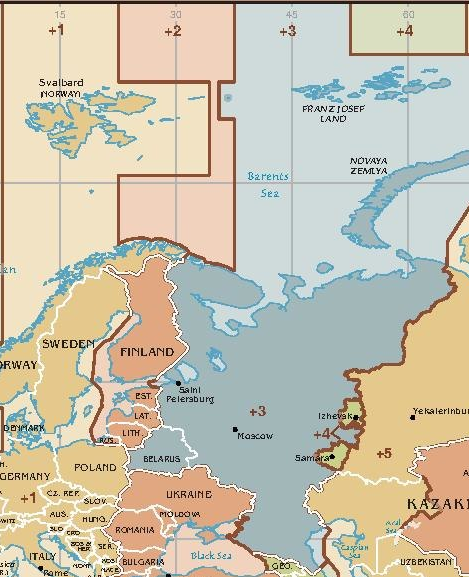 15
30
45
60
+1
+2
+3
+4
Svalbard
(NORWAY)
FRANZ JOSEF
LAND
NOVAYA
ZEMLYA
Barents
Sea
SWEDEN
FINLAND
Saint
Petersburg
EST.
LAT.
LITH.
RUS.
+3
Moscow
Izhevsk
+4
Samara
Yekaterinbu
+5
DENMARK
BELARUS
GERMANY
POLAND
+1
CZ. REP.
SLOV.
AUS.
HUNG.
UKRAINE
MOLDOVA
ROMANIA
SLO
CRO
SER.
ITALY
Rome
BULGARIA
Black Sea
GEO.
Caspian
Sea
Aral
Sea
KAZAK
UZBEKISTAN